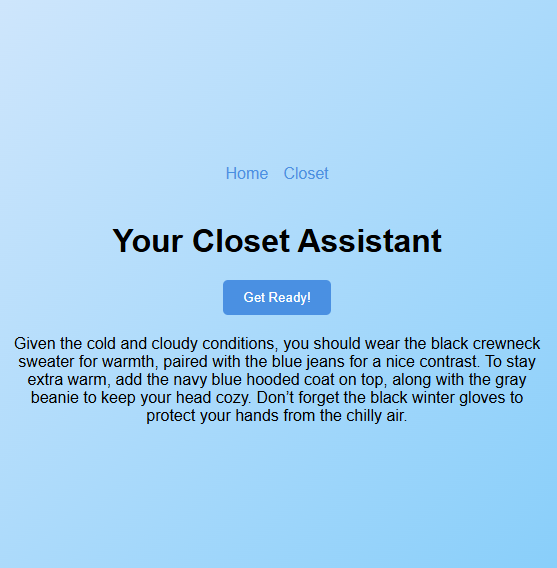 Home Closet
Your Closet Assistant
Get Ready!
Given the cold and cloudy conditions, you should wear the black crewneck
sweater for warmth, paired with the blue jeans for a nice contrast. To stay
extra warm, add the navy blue hooded coat on top, along with the gray
beanie to keep your head cozy. Don’t forget the black winter gloves to
protect your hands from the chilly air.